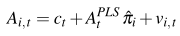 A_{i,t} = c_t + A_t^{PLS} \hat{\pi}_i + v_{i,t}